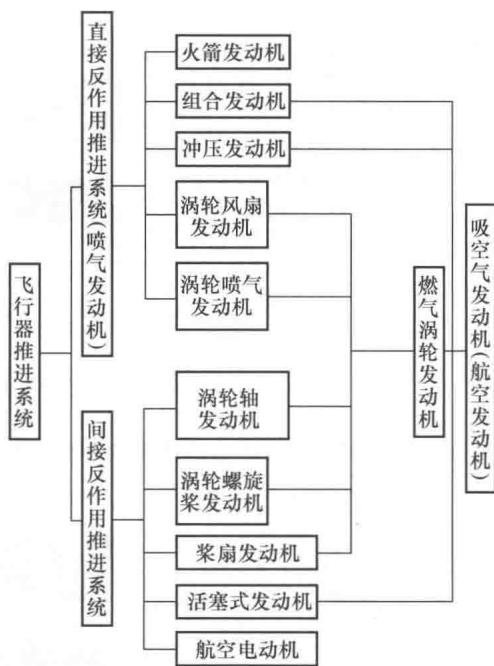 飞行器推进系统
直接反作用推进系统(喷气发动机)
间接反作用推进系统
火箭发动机
组合发动机
冲压发动机
涡轮风扇
发动机
涡轮喷气
发动机
涡轮轴
发动机
涡轮螺旋
桨发动机
桨扇发动机
活塞式发动机
航空电动机
燃气涡轮发动机
吸空气发动机(航空发动机)